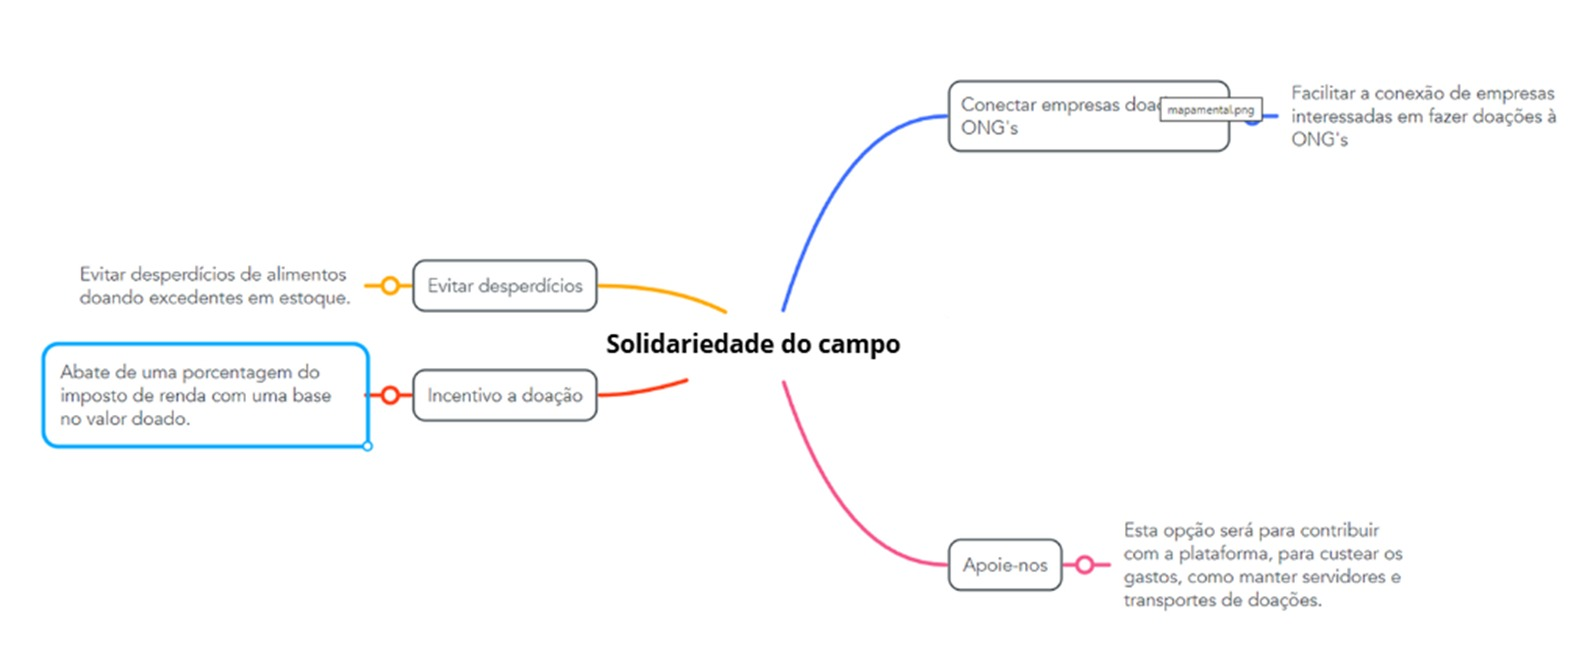 Conectar empresas
ONG's
mapamental.png
Facilitar a conexão de empresas
interessadas em fazer doações à
ONG's
Evitar desperdícios de alimentos
doando excedentes em estoque.
Evitar desperdícios
Solidariedade do campo
Abate de uma porcentagem do
imposto de renda com uma base
no valor doado.
Incentivo a doação
Apoie-nos
Esta opção será para contribuir
com a plataforma, para custear os
gastos, como manter servidores e
transportes de doações.